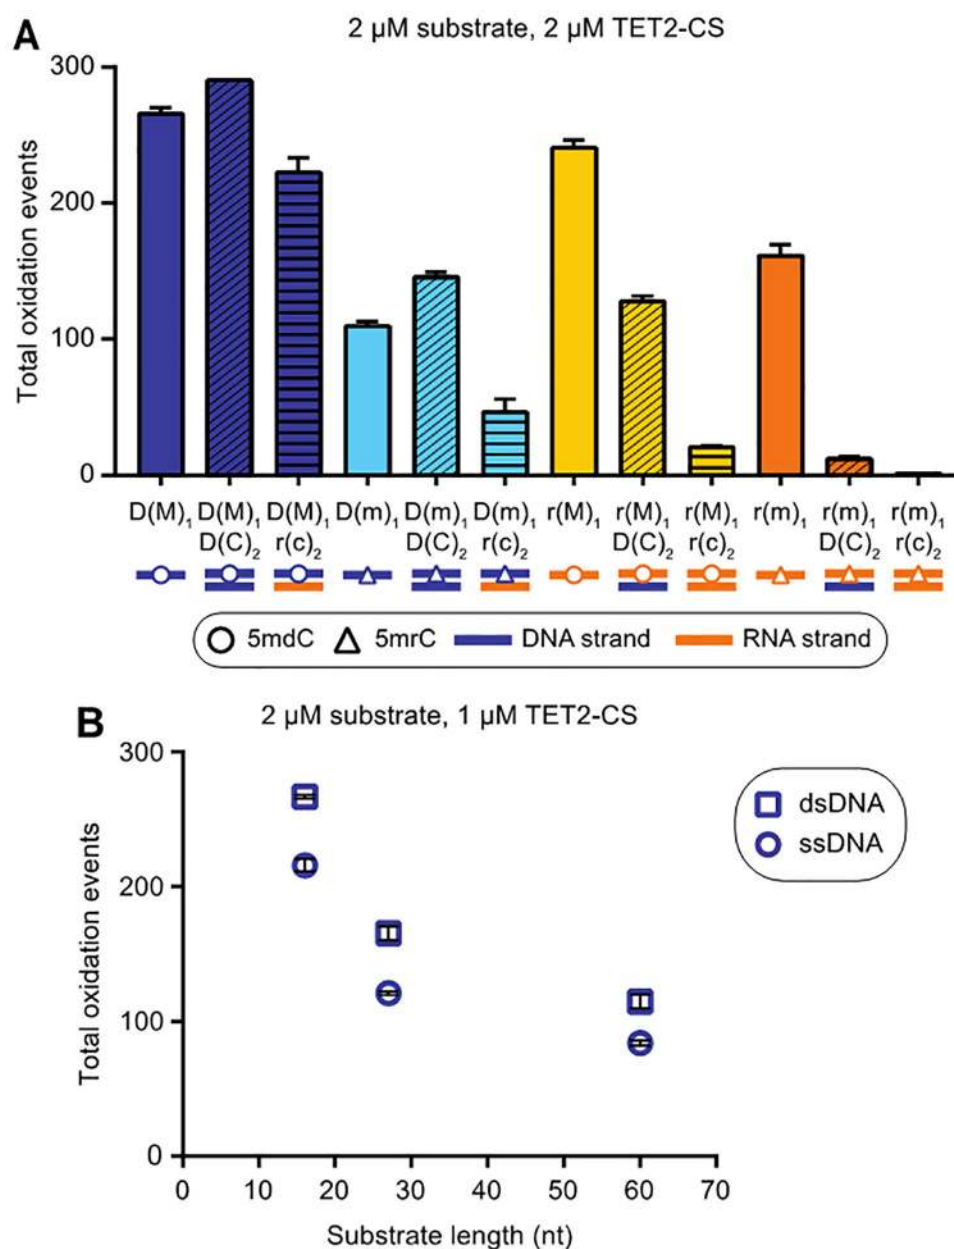 A
2 µM substrate, 2 µM TET2-CS
Total oxidation events
300
200
100
0
D(M)₁ D(M)₁ D(M)₁ D(m)₁ D(m)₁ D(m)₁ r(M)₁ r(M)₁ r(M)₁ r(m)₁ r(m)₁ r(m)₁
D(C)₂ r(c)₂ D(C)₂ r(c)₂ D(C)₂ r(c)₂ D(C)₂ r(c)₂
5mdC 5mrC DNA strand RNA strand
B
2 µM substrate, 1 µM TET2-CS
Total oxidation events
300
200
100
0
0 10 20 30 40 50 60 70
Substrate length (nt)
dsDNA
ssDNA